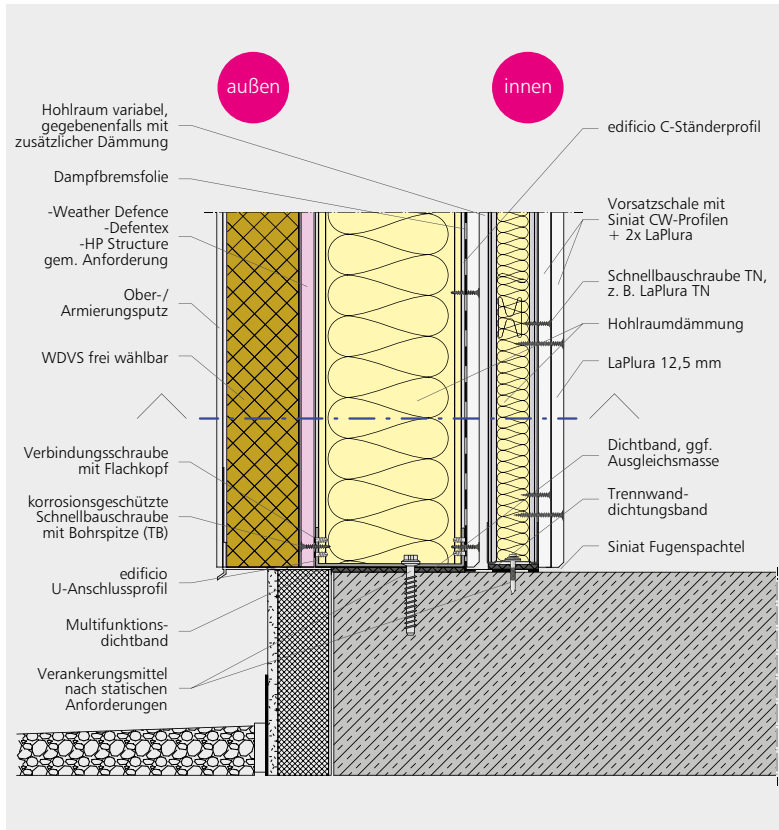 außen
innen
Hohlraum variabel,
gegebenenfalls mit
zusätzlicher Dämmung
Dampfbremsfolie
-Weather Defence
-Defentex
-HP Structure
gem. Anforderung
Ober-/
Armierungsputz
WDVS frei wählbar
Verbindungsschraube
mit Flachkopf
korrosionsgeschützte
Schnellbauschraube
mit Bohrspitze (TB)
edificio
U-Anschlussprofil
Multifunktions-
dichtband
Verankerungsmittel
nach statischen
Anforderungen
edificio C-Ständerprofil
Vorsatzschale mit
Siniat CW-Profilen
+ 2x LaPlura
Schnellbauschraube TN,
z. B. LaPlura TN
Hohlraumdämmung
LaPlura 12,5 mm
Dichtband, ggf.
Ausgleichsmasse
Trennwand-
dichtungsband
Siniat Fugenspachtel